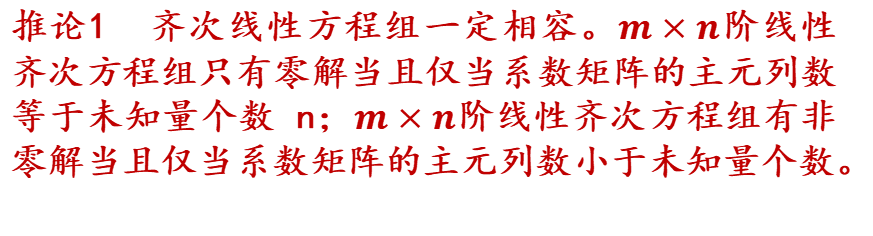 推论1 齐次线性方程组一定相容。m×n阶线性
齐次方程组只有零解当且仅当系数矩阵的主元列数
等于未知量个数 n；m×n阶线性齐次方程组有非
零解当且仅当系数矩阵的主元列数小于未知量个数。